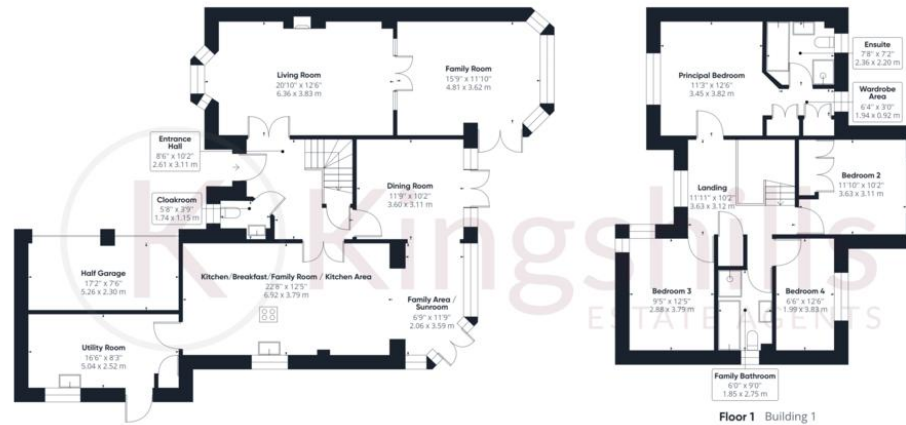 Living Room
20'10" x 12'6"
6.36 x 3.83 m
Family Room
15'9" x 11'10"
4.81 x 3.62 m
Entrance
Hall
8'6" x 10'2"
2.61 x 3.11 m
Cloakroom
5'8" x 3'9"
1.74 x 1.15 m
Dining Room
11'9" x 10'2"
3.60 x 3.11 m
Half Garage
17'2" x 7'6"
5.26 x 2.30 m
Kitchen/Breakfast/Family Room / Kitchen Area
22'8" x 12'5"
6.92 x 3.79 m
Family Area /
Sunroom
6'9" x 11'9"
2.06 x 3.59 m
Utility Room
16'6" x 8'3"
5.04 x 2.52 m
Ensuite
7'8" x 7'2"
2.36 x 2.20 m
Principal Bedroom
11'3" x 12'6"
3.45 x 3.82 m
Wardrobe
Area
6'4" x 3'0"
1.94 x 0.92 m
Landing
11'11" x 10'2"
3.63 x 3.12 m
Bedroom 2
11'10" x 10'2"
3.63 x 3.11 m
Bedroom 3
9'5" x 12'5"
2.88 x 3.79 m
Bedroom 4
6'6" x 12'6"
1.99 x 3.83 m
Family Bathroom
6'0" x 9'0"
1.85 x 2.75 m
Floor 1 Building 1
Kingshills
ESTATE AGENTS